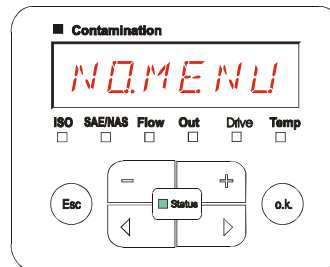 Contamination
NO.MENU
ISO SAE/NAS Flow Out Drive Temp
Esc Status o.k.